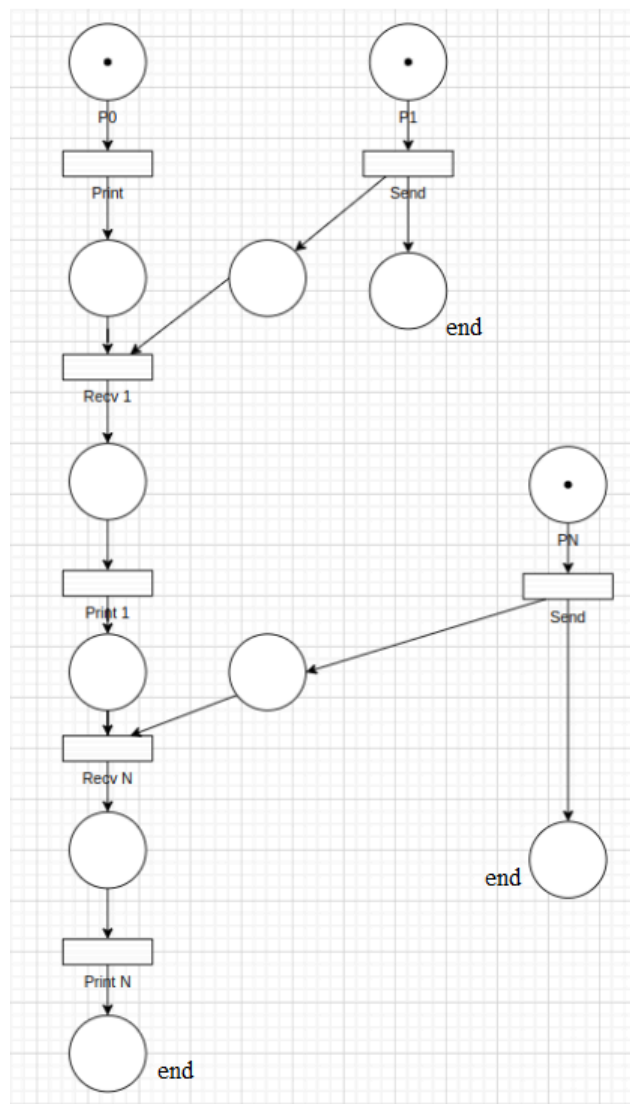 P0
P1
Print
Send
end
Recv 1
PN
Print 1
Send
Recv N
end
Print N
end